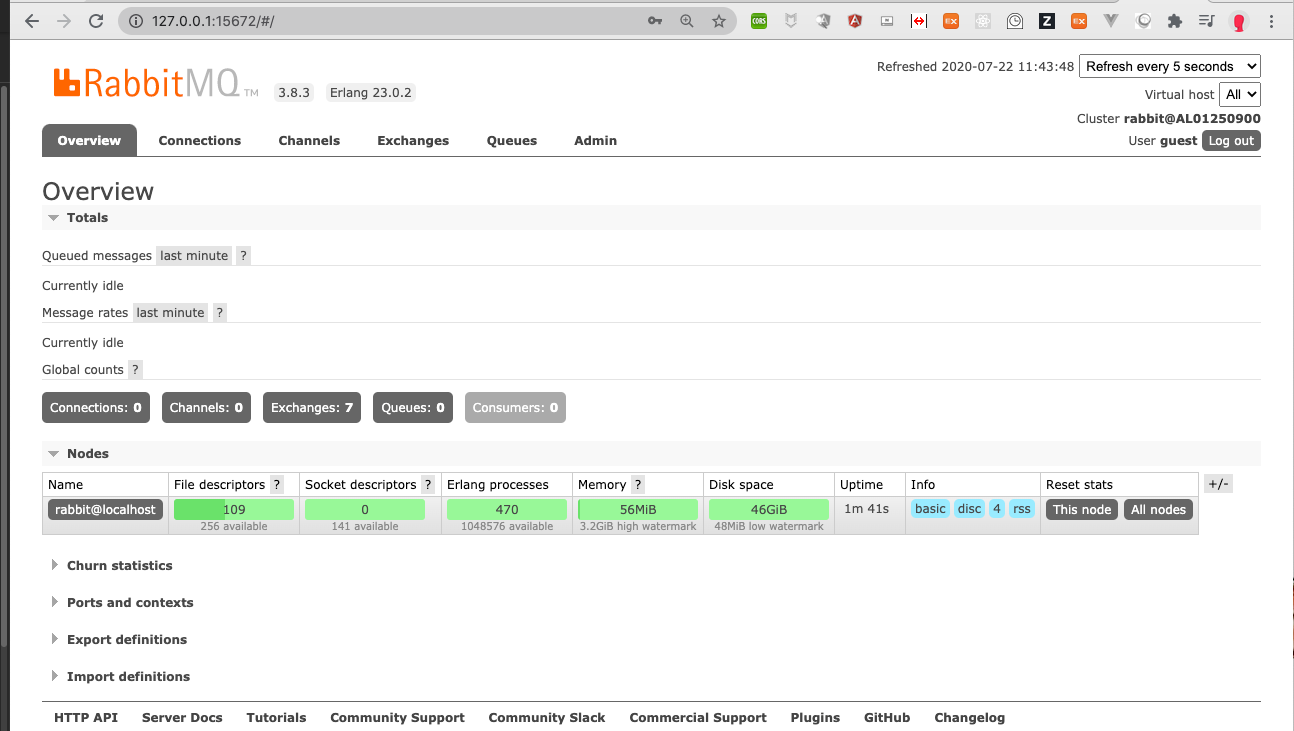 127.0.0.1:15672/#/
RabbitMQ TM 3.8.3 Erlang 23.0.2
Refreshed 2020-07-22 11:43:48 Refresh every 5 seconds
Virtual host All
Cluster rabbit@AL01250900
User guest Log out
Overview Connections Channels Exchanges Queues Admin
Overview
Totals
Queued messages last minute ?
Currently idle
Message rates last minute ?
Currently idle
Global counts ?
Connections: 0 Channels: 0 Exchanges: 7 Queues: 0 Consumers: 0
Nodes
Name File descriptors ? Socket descriptors ? Erlang processes Memory ? Disk space Uptime Info Reset stats +/-
rabbit@localhost 109 0 470 56MiB 46GiB 1m 41s basic disc 4 rss This node All nodes
256 available 141 available 1048576 available 3.2GiB high watermark 48MiB low watermark
Churn statistics
Ports and contexts
Export definitions
Import definitions
HTTP API Server Docs Tutorials Community Support Community Slack Commercial Support Plugins GitHub Changelog